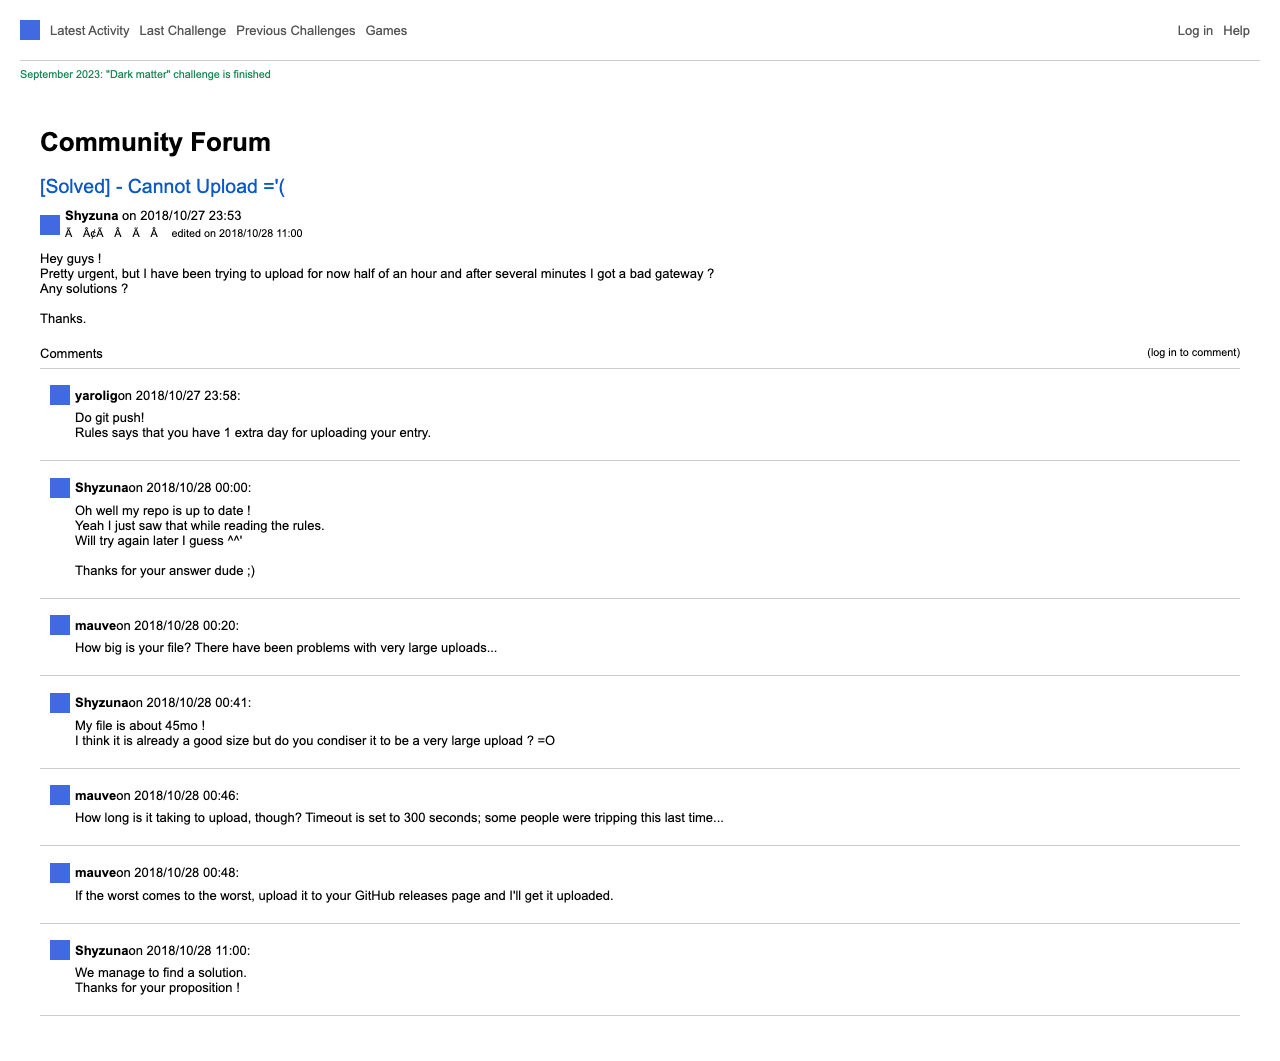 Latest Activity Last Challenge Previous Challenges Games Log in Help
September 2023: "Dark matter" challenge is finished
Community Forum
[Solved] - Cannot Upload ='(
Shyzuna on 2018/10/27 23:53
Ã Â¢Ã Â Ã Â edited on 2018/10/28 11:00
Hey guys !
Pretty urgent, but I have been trying to upload for now half of an hour and after several minutes I got a bad gateway ?
Any solutions ?
Thanks.
Comments (log in to comment)
yaroligon 2018/10/27 23:58:
Do git push!
Rules says that you have 1 extra day for uploading your entry.
Shyzunaon 2018/10/28 00:00:
Oh well my repo is up to date !
Yeah I just saw that while reading the rules.
Will try again later I guess ^^'
Thanks for your answer dude ;)
mauveon 2018/10/28 00:20:
How big is your file? There have been problems with very large uploads...
Shyzunaon 2018/10/28 00:41:
My file is about 45mo !
I think it is already a good size but do you condiser it to be a very large upload ? =O
mauveon 2018/10/28 00:46:
How long is it taking to upload, though? Timeout is set to 300 seconds; some people were tripping this last time...
mauveon 2018/10/28 00:48:
If the worst comes to the worst, upload it to your GitHub releases page and I'll get it uploaded.
Shyzunaon 2018/10/28 11:00:
We manage to find a solution.
Thanks for your proposition !